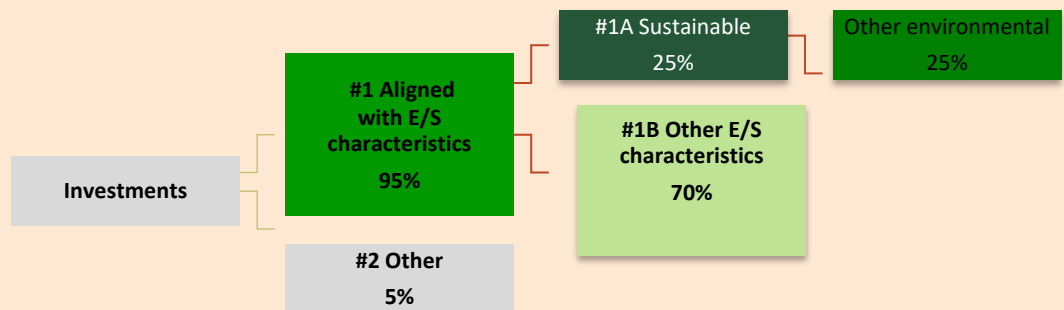 Investments
#1 Aligned
with E/S
characteristics
95%
#2 Other
5%
#1A Sustainable
25%
#1B Other E/S
characteristics
70%
Other environmental
25%